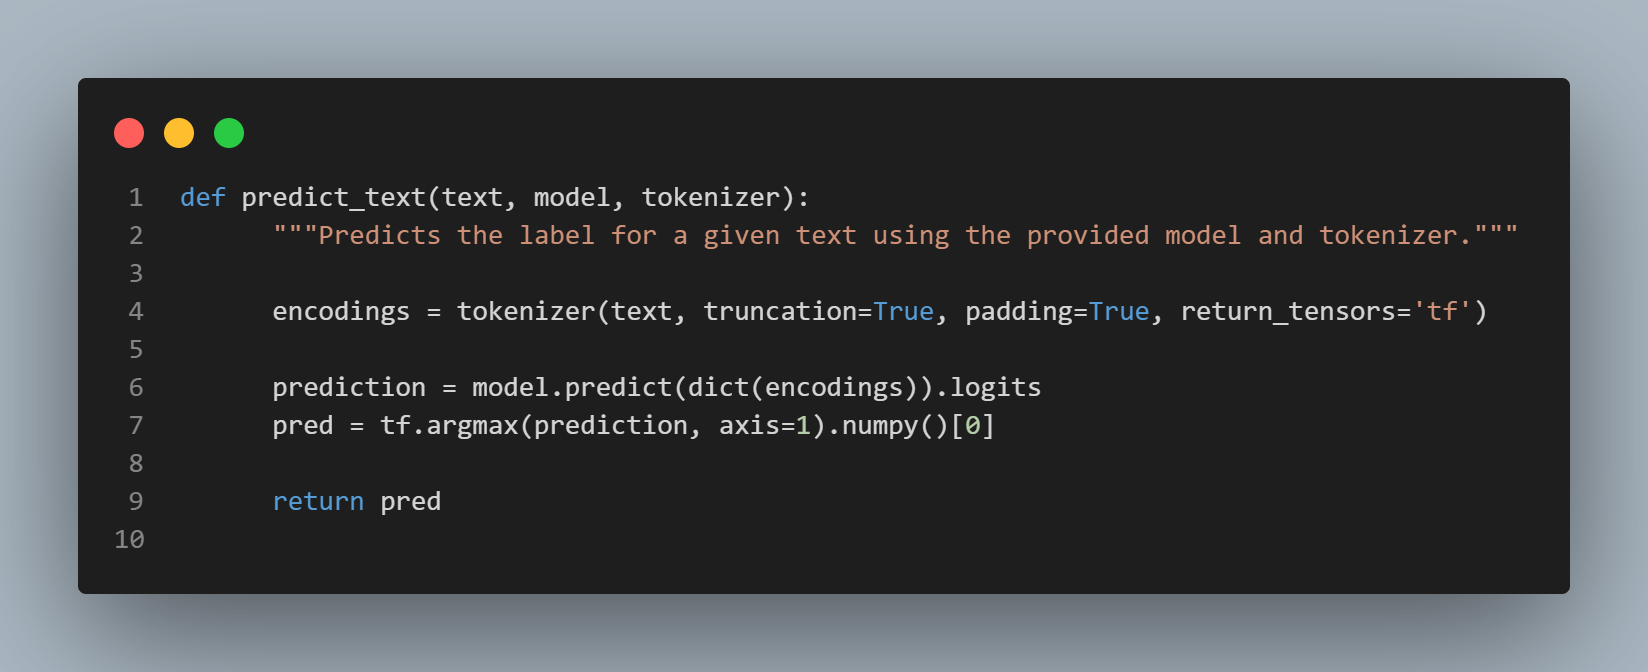 1 def predict_text(text, model, tokenizer):
2 """Predicts the label for a given text using the provided model and tokenizer."""
3
4 encodings = tokenizer(text, truncation=True, padding=True, return_tensors='tf')
5
6 prediction = model.predict(dict(encodings)).logits
7 pred = tf.argmax(prediction, axis=1).numpy()[0]
8
9 return pred
10